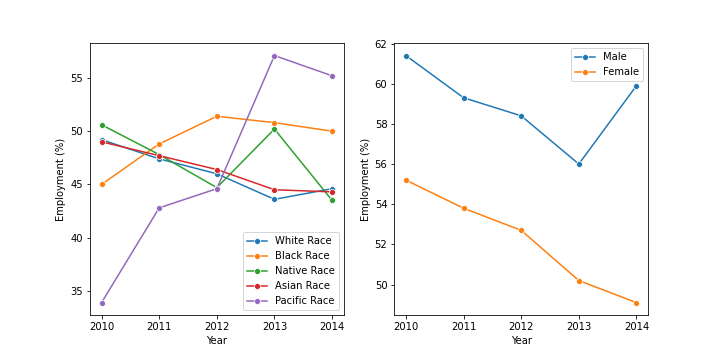 55
50
45
40
35
Employment (%)
2010 2011 2012 2013 2014
Year
White Race
Black Race
Native Race
Asian Race
Pacific Race
62
60
58
56
54
52
50
Employment (%)
2010 2011 2012 2013 2014
Year
Male
Female